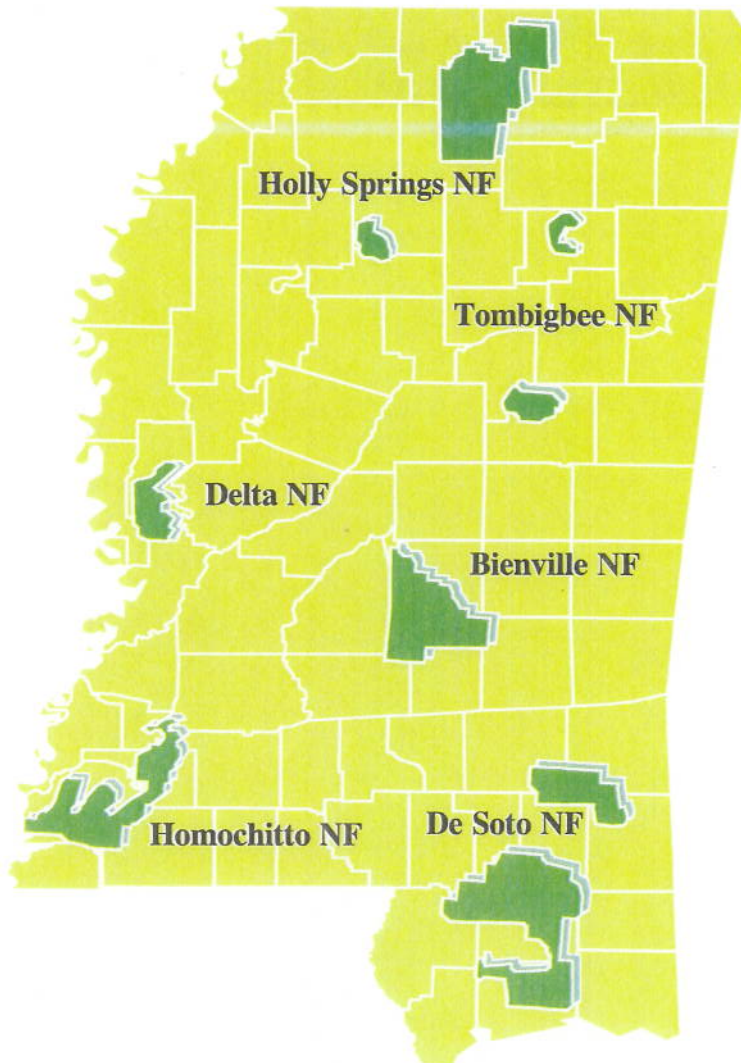 Holly Springs NF
Tombigbee NF
Delta NF
Bienville NF
De Soto NF
Homochitto NF